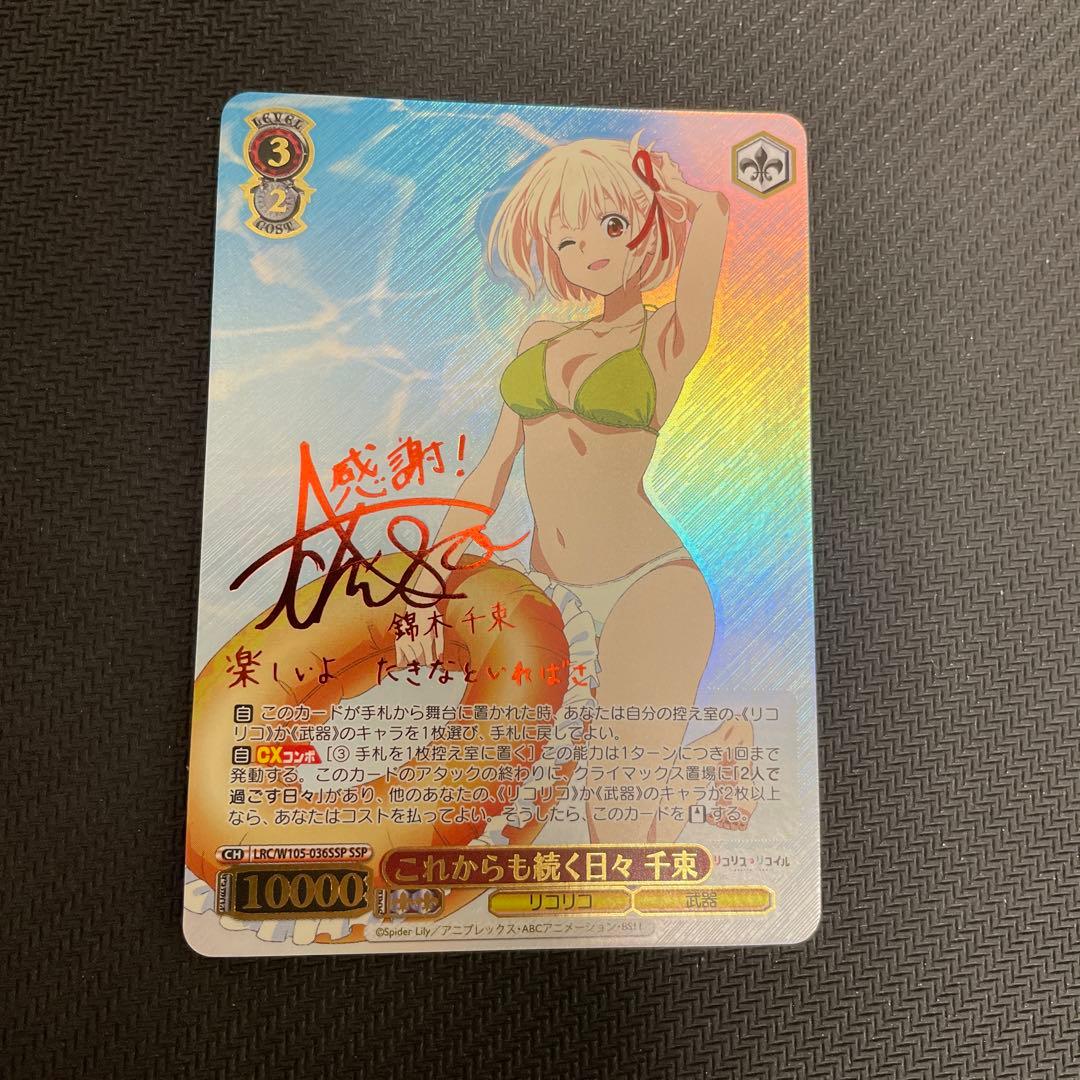 LEVEL
3
2
COST
感謝!
錦木 千束
楽しいよ たきなといればさ
自 このカードが手札から舞台に置かれた時、あなたは自分の控え室の、《リコ
リコ》か《武器》のキャラを1枚選び、手札に戻してよい。
自 CXコンボ [③ 手札を1枚控え室に置く] この能力は1ターンにつき1回まで
発動する。このカードのアタックの終わりに、クライマックス置場に「2人で
過ごす日々」があり、他のあなたの、《リコリコ》か《武器》のキャラが2枚以上
なら、あなたはコストを払ってよい。そうしたら、このカードを する。
CH LRC/W105-036SSP SSP
これからも続く日々 千束
リコリス・リコイル
10000
リコリコ 武器
©Spider Lily/アニプレックス・ABCアニメーション・BS11